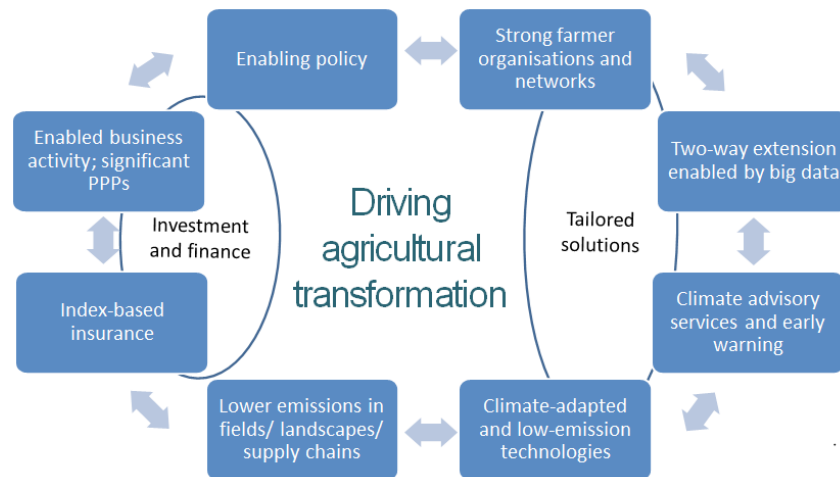 Enabling policy
Strong farmer
organisations and
networks
Enabled business
activity; significant
PPPs
Two-way extension
enabled by big data
Investment
and finance
Driving
agricultural
transformation
Tailored
solutions
Index-based
insurance
Climate advisory
services and early
warning
Lower emissions in
fields/ landscapes/
supply chains
Climate-adapted
and low-emission
technologies
.